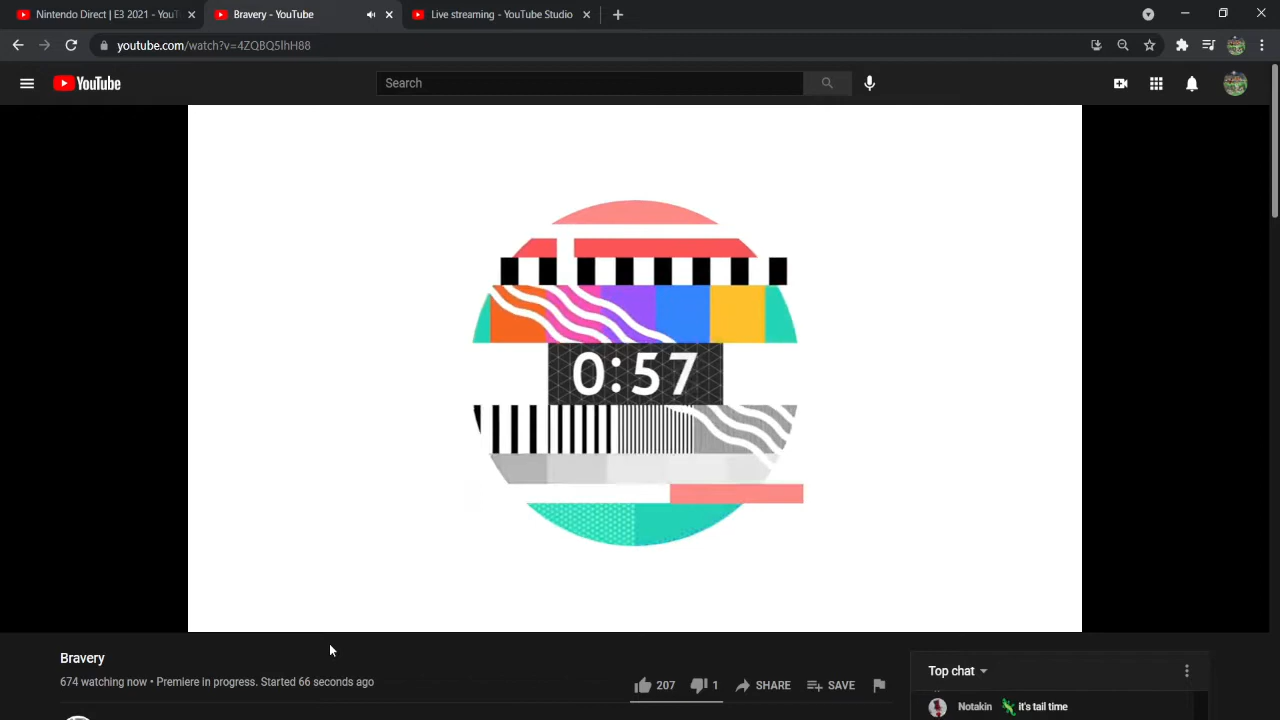 Nintendo Direct | E3 2021 - YouT
Bravery - YouTube
Live streaming - YouTube Studio
youtube.com/watch?v=4ZQBQ5lhH88
YouTube
Search
0:57
Bravery
674 watching now • Premiere in progress. Started 66 seconds ago
207
1
SHARE
SAVE
Top chat
Notakin it's tail time